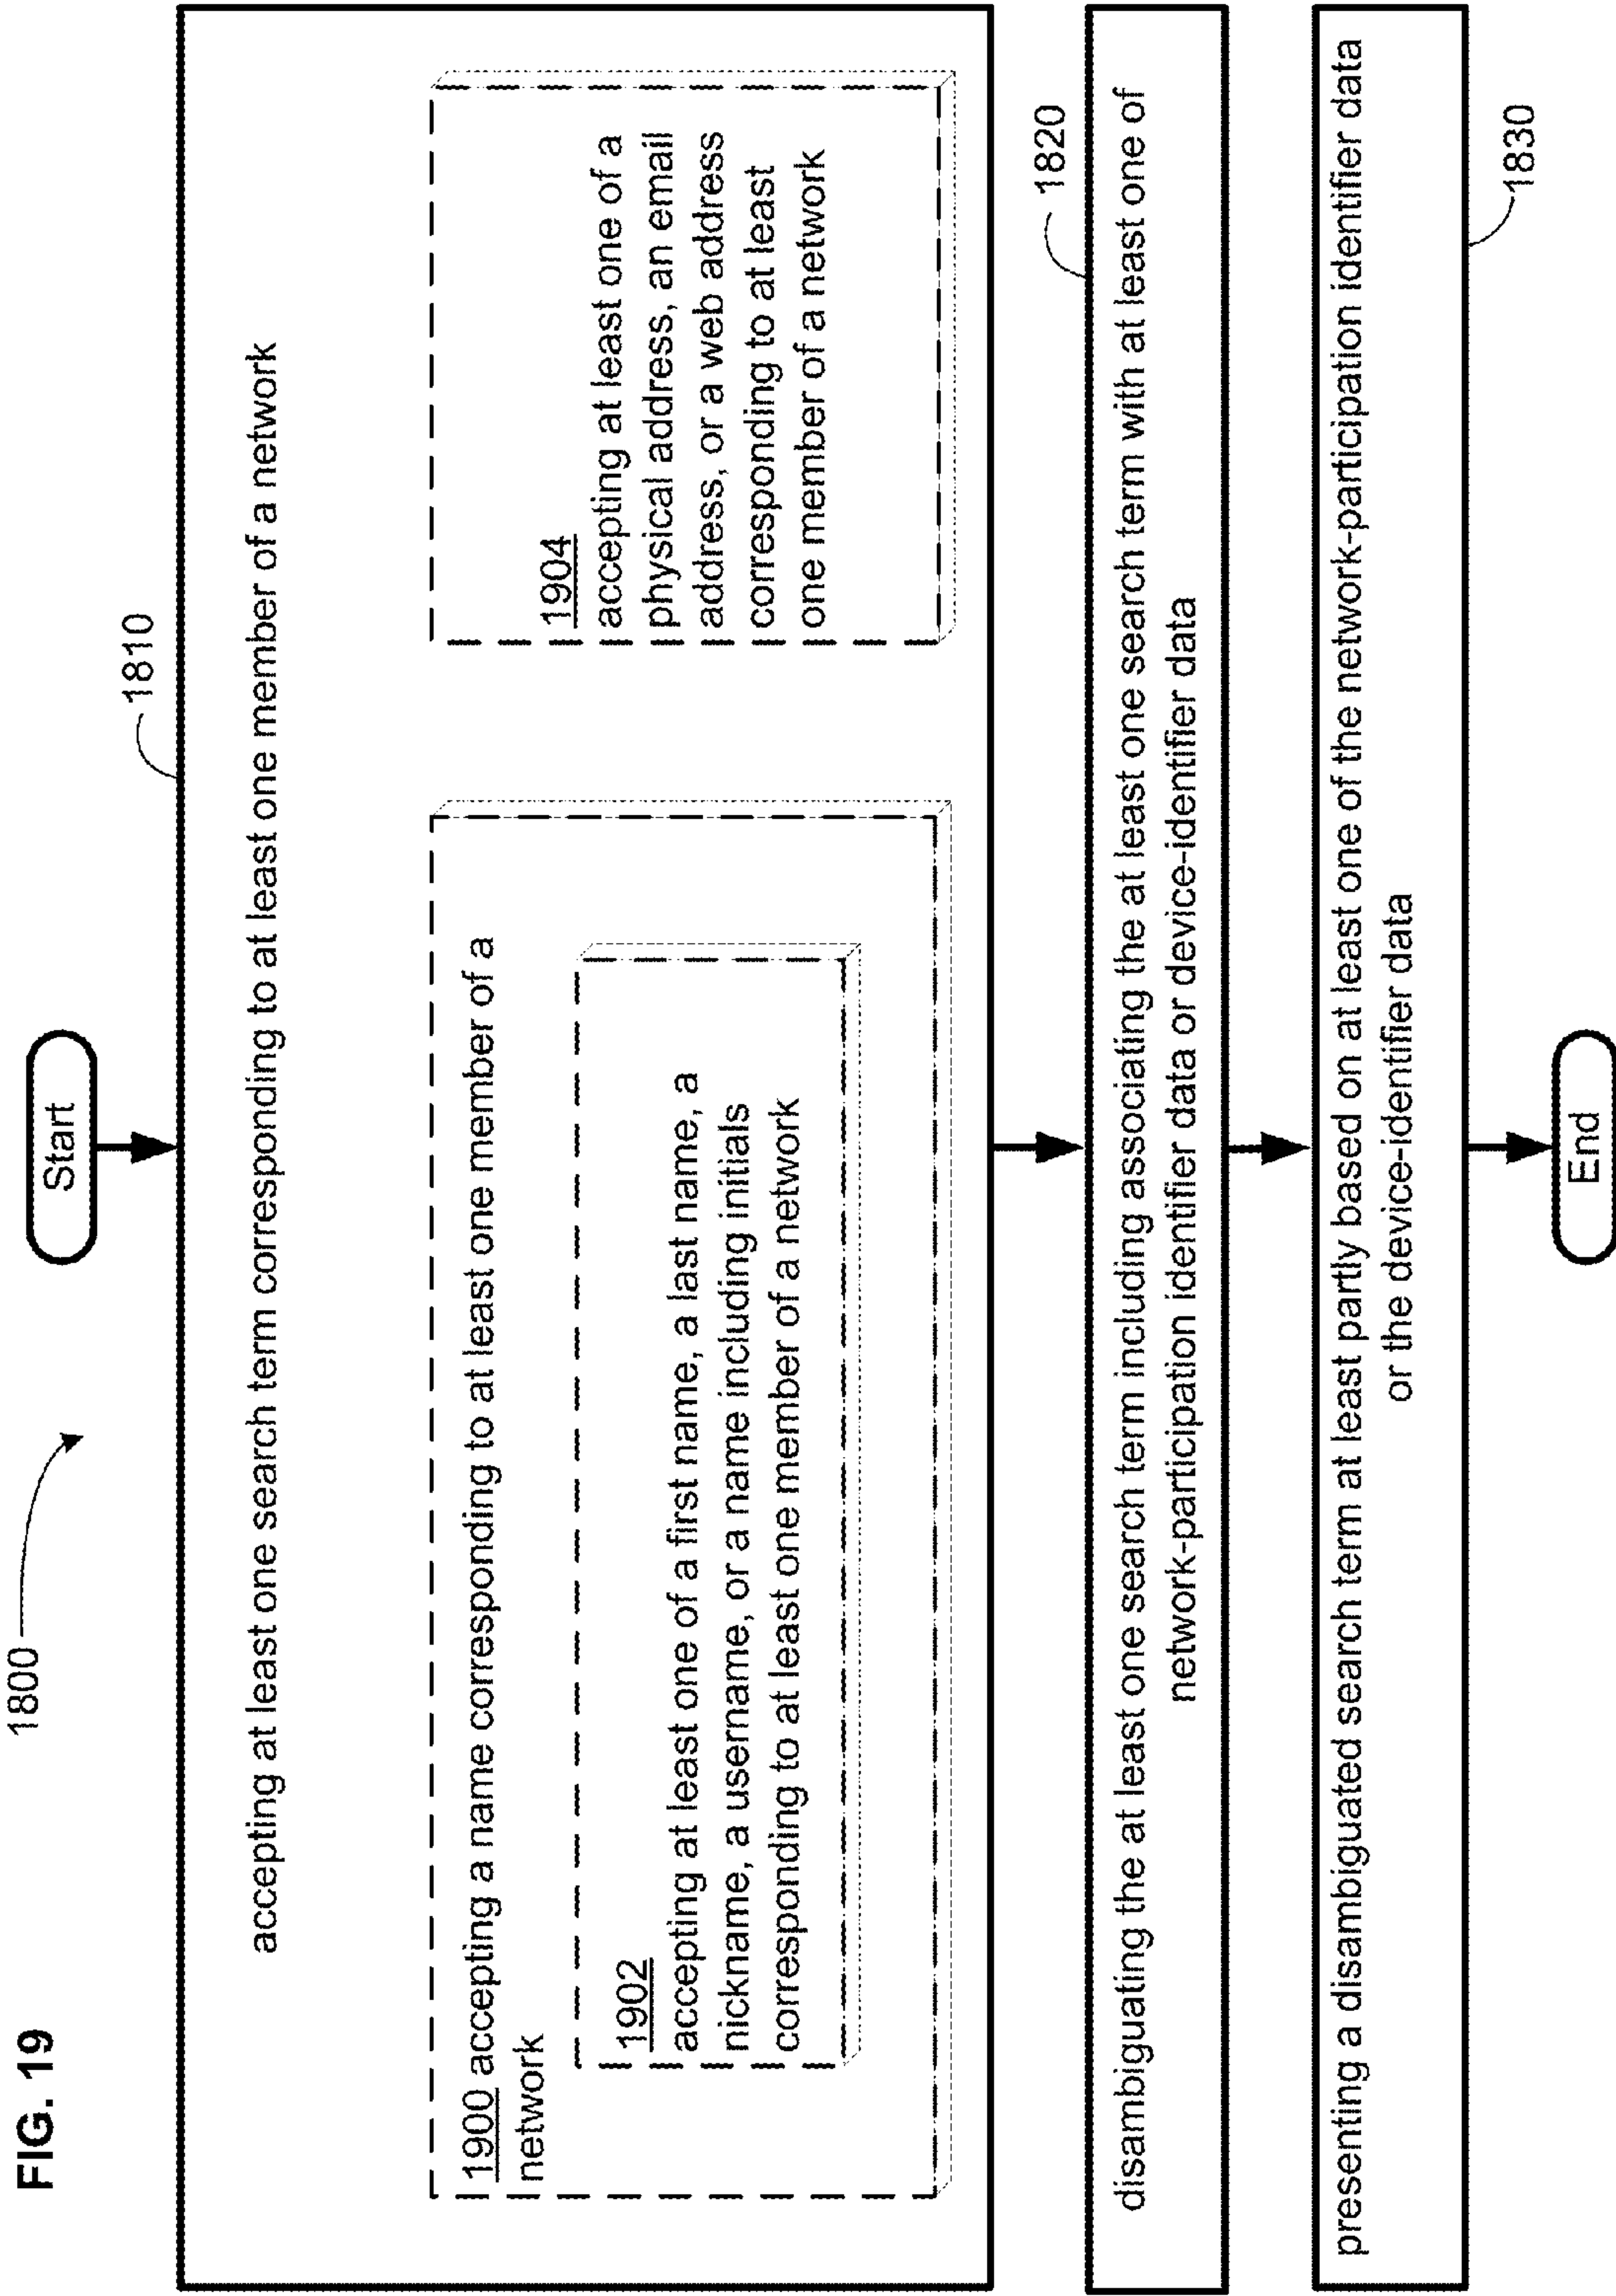 FIG. 19
1800
Start
1810
accepting at least one search term corresponding to at least one member of a network
1900 accepting a name corresponding to at least one member of a
network
1902
accepting at least one of a first name, a last name, a
nickname, a username, or a name including initials
corresponding to at least one member of a network
1904
accepting at least one of a
physical address, an email
address, or a web address
corresponding to at least
one member of a network
1820
disambiguating the at least one search term including associating the at least one search term with at least one of
network-participation identifier data or device-identifier data
presenting a disambiguated search term at least partly based on at least one of the network-participation identifier data
or the device-identifier data
1830
End